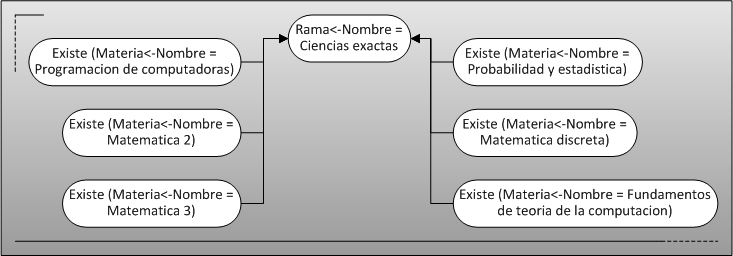 Rama<-Nombre =
Ciencias exactas
Existe (Materia<-Nombre =
Programacion de computadoras)
Existe (Materia<-Nombre =
Matematica 2)
Existe (Materia<-Nombre =
Matematica 3)
Existe (Materia<-Nombre =
Probabilidad y estadistica)
Existe (Materia<-Nombre =
Matematica discreta)
Existe (Materia<-Nombre = Fundamentos
de teoria de la computacion)